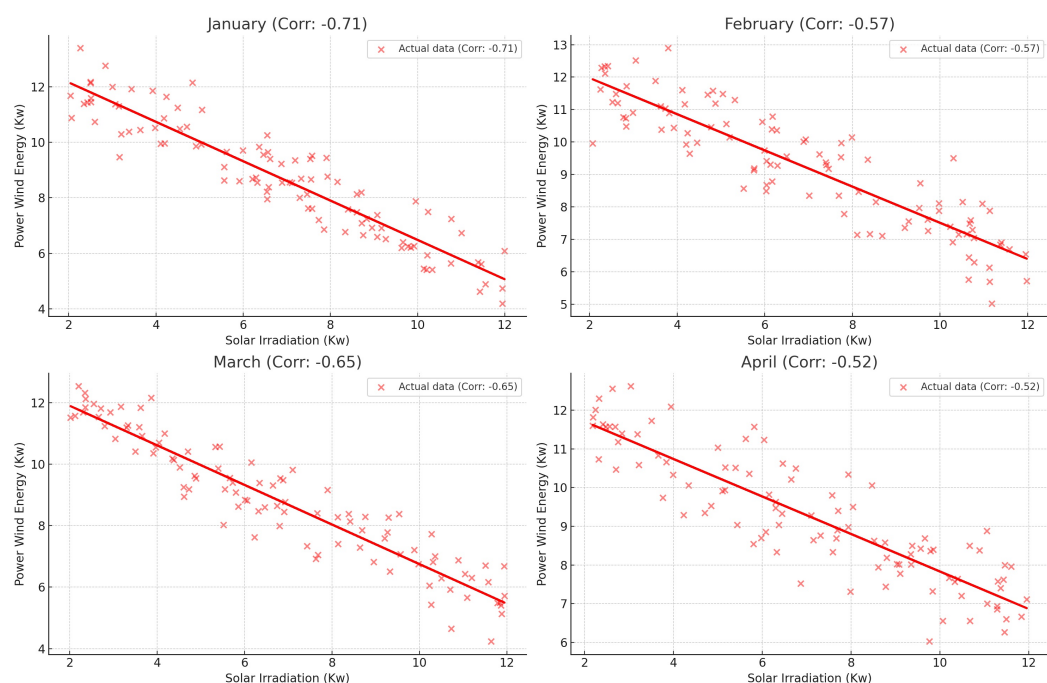 January (Corr: -0.71)
Actual data (Corr: -0.71)
Power Wind Energy (Kw)
12
10
8
6
4
2 4 6 8 10 12
Solar Irradiation (Kw)
February (Corr: -0.57)
Actual data (Corr: -0.57)
Power Wind Energy (Kw)
13
12
11
10
9
8
7
6
5
2 4 6 8 10 12
Solar Irradiation (Kw)
March (Corr: -0.65)
Actual data (Corr: -0.65)
Power Wind Energy (Kw)
12
10
8
6
4
2 4 6 8 10 12
Solar Irradiation (Kw)
April (Corr: -0.52)
Actual data (Corr: -0.52)
Power Wind Energy (Kw)
12
11
10
9
8
7
6
2 4 6 8 10 12
Solar Irradiation (Kw)